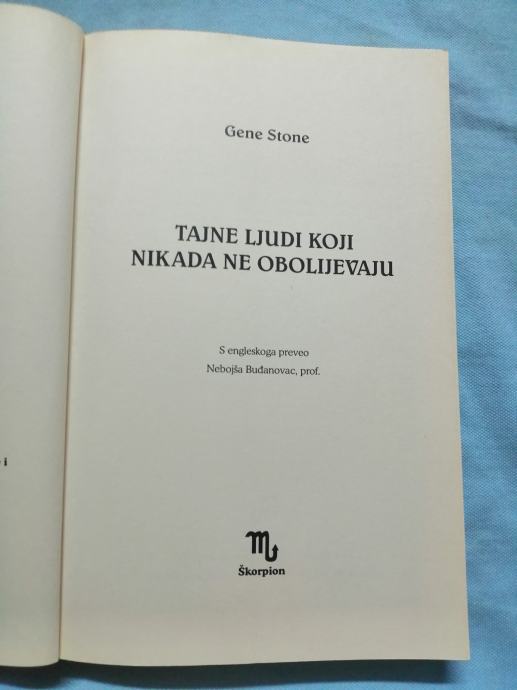 Gene Stone
TAJNE LJUDI KOJI
NIKADA NE OBOLIJEVAJU
S engleskoga preveo
Nebojša Buđanovac, prof.
i
Škorpion